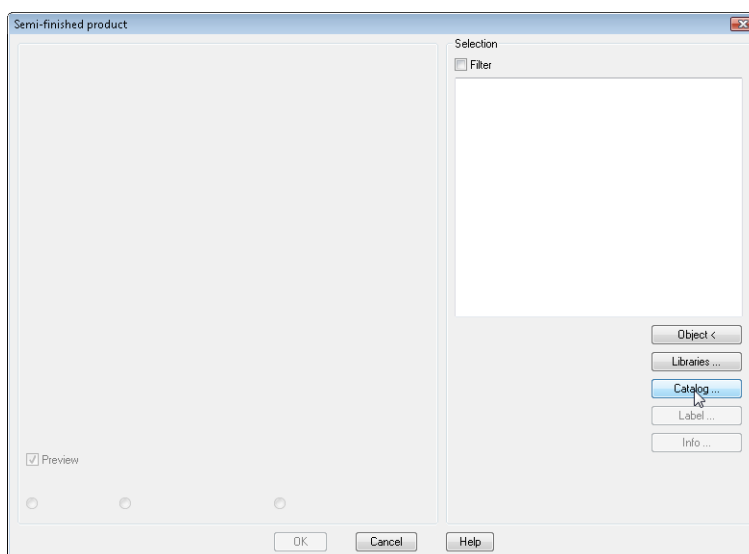 Semi-finished product
Selection
Filter
Object <
Libraries ...
Catalog ...
Label ...
Info ...
Preview
OK
Cancel
Help